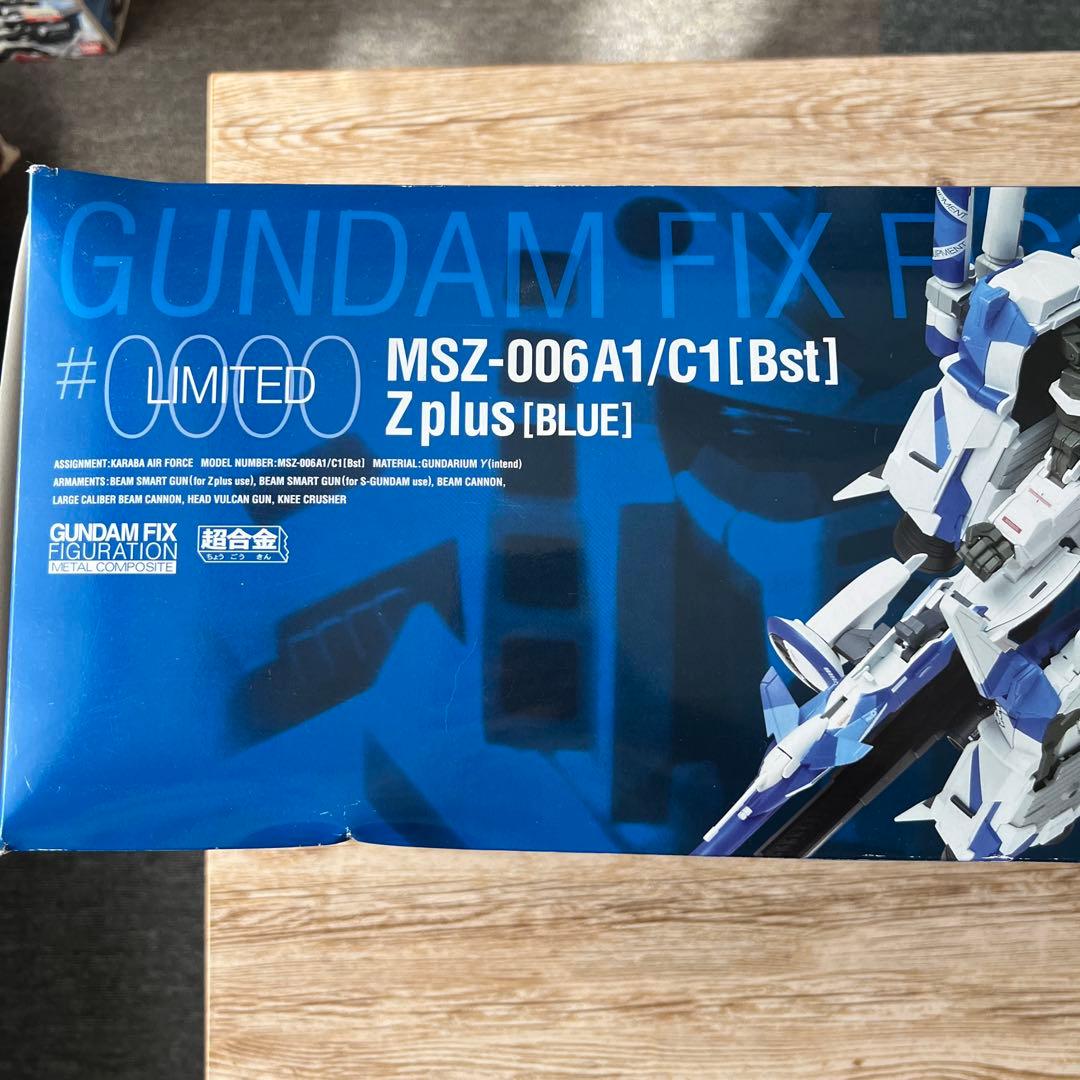 GUNDAM FIX FIG
#0000 LIMITED
MSZ-006A1/C1[Bst]
Z plus [BLUE]
ASSIGNMENT:KARABA AIR FORCE MODEL NUMBER:MSZ-006A1/C1[Bst] MATERIAL:GUNDARIUM γ(intend)
ARMAMENTS:BEAM SMART GUN(for Z plus use), BEAM SMART GUN(for S-GUNDAM use), BEAM CANNON,
LARGE CALIBER BEAM CANNON, HEAD VULCAN GUN, KNEE CRUSHER
GUNDAM FIX
FIGURATION
METAL COMPOSITE
超合金
ちょうごうきん